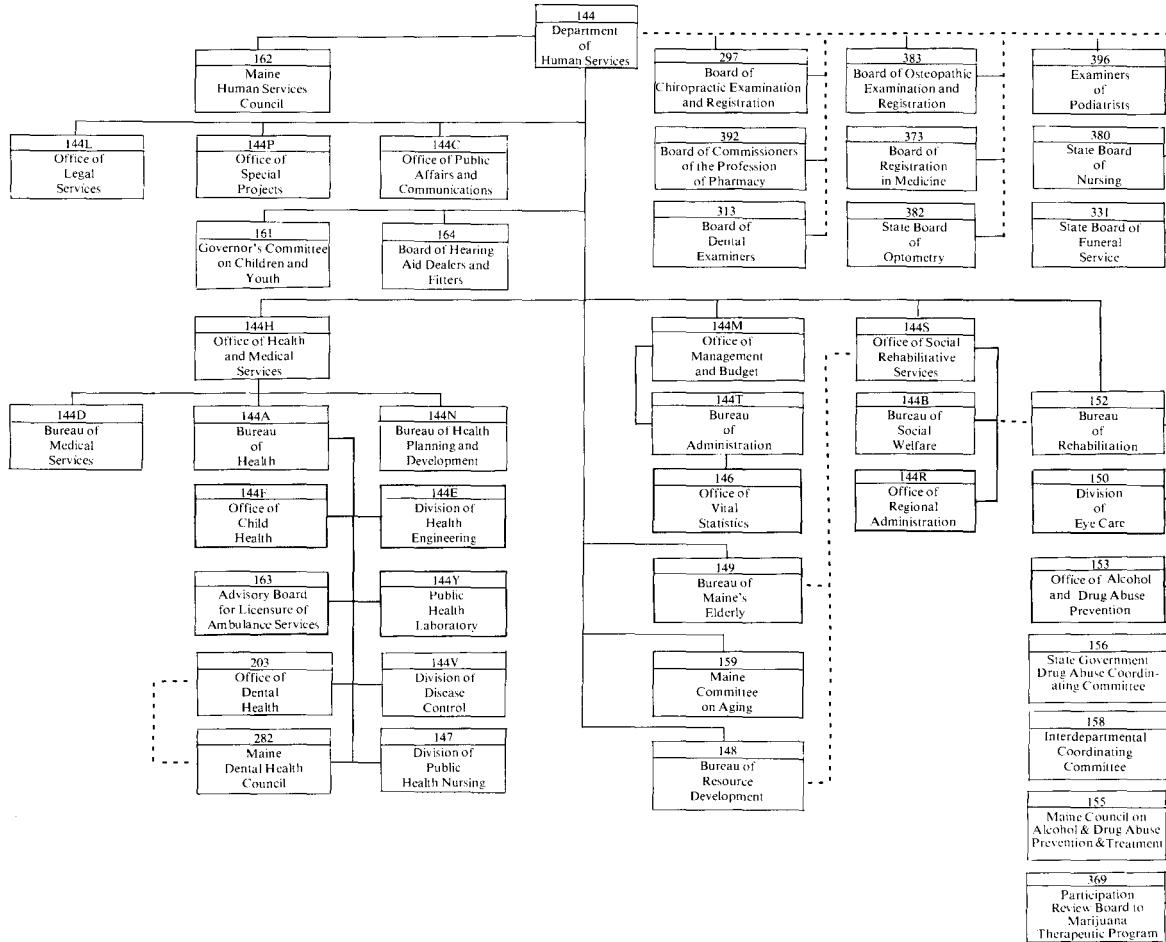 144
Department
of
Human Services
162
Maine
Human Services
Council
297
Board of
Chiropractic Examination
and Registration
383
Board of Osteopathic
Examination and
Registration
396
Examiners
of
Podiatrists
144L
Office of
Legal
Services
144P
Office of
Special
Projects
144C
Office of Public
Affairs and
Communications
392
Board of Commissioners
of the Profession
of Pharmacy
373
Board of
Registration
in Medicine
380
State Board
of
Nursing
161
Governor's Committee
on Children and
Youth
164
Board of Hearing
Aid Dealers and
Fitters
313
Board of
Dental
Examiners
382
State Board
of
Optometry
331
State Board of
Funeral
Service
144H
Office of Health
and Medical
Services
144M
Office of
Management
and Budget
144S
Office of Social
Rehabilitative
Services
144D
Bureau of
Medical
Services
144A
Bureau
of
Health
144N
Bureau of Health
Planning and
Development
144T
Bureau
of
Administration
144B
Bureau of
Social
Welfare
152
Bureau
of
Rehabilitation
144F
Office of
Child
Health
144E
Division of
Health
Engineering
146
Office of
Vital
Statistics
144R
Office of
Regional
Administration
150
Division
of
Eye Care
163
Advisory Board
for Licensure of
Ambulance Services
144Y
Public
Health
Laboratory
149
Bureau of
Maine's
Elderly
153
Office of Alcohol
and Drug Abuse
Prevention
203
Office of
Dental
Health
144V
Division of
Disease
Control
159
Maine
Committee
on Aging
156
State Government
Drug Abuse Coordin-
ating Committee
282
Maine
Dental Health
Council
147
Division of
Public
Health Nursing
148
Bureau of
Resource
Development
158
Interdepartmental
Coordinating
Committee
155
Maine Council on
Alcohol & Drug Abuse
Prevention & Treatment
369
Participation
Review Board to
Marijuana
Therapeutic Program